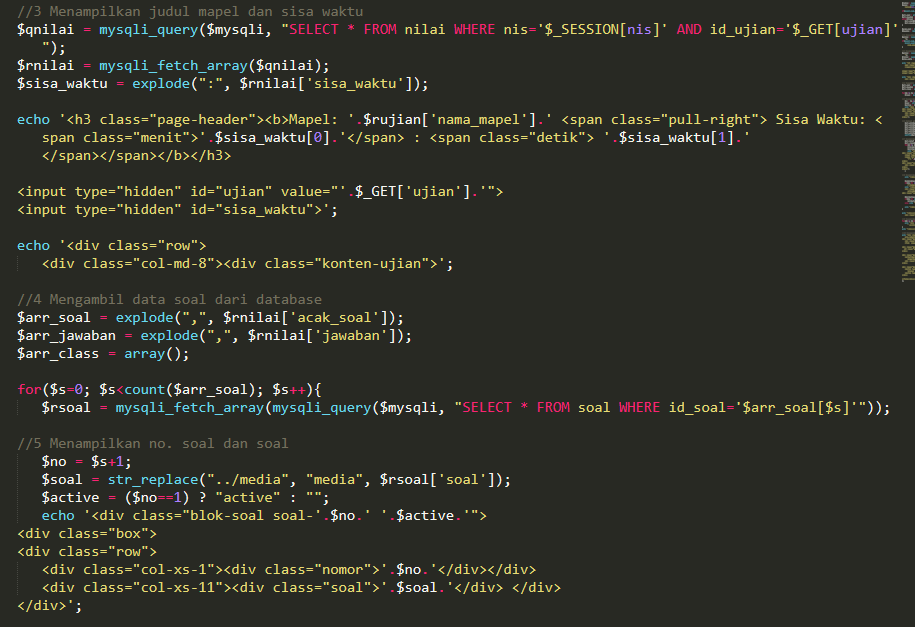 //3 Menampilkan judul mapel dan sisa waktu
$qnilai = mysqli_query($mysqli, "SELECT * FROM nilai WHERE nis='$_SESSION[nis]' AND id_ujian='$_GET[ujian]'
");
$rnilai = mysqli_fetch_array($qnilai);
$sisa_waktu = explode(":", $rnilai['sisa_waktu']);

echo '<h3 class="page-header"><b>Mapel: '.$rujian['nama_mapel'].' <span class="pull-right"> Sisa Waktu: <
span class="menit">'.$sisa_waktu[0].'</span> : <span class="detik"> '.$sisa_waktu[1].'
</span></span></b></h3>

<input type="hidden" id="ujian" value="'.$_GET['ujian'].'">
<input type="hidden" id="sisa_waktu">';

echo '<div class="row">
<div class="col-md-8"><div class="konten-ujian">';

//4 Mengambil data soal dari database
$arr_soal = explode(",", $rnilai['acak_soal']);
$arr_jawaban = explode(",", $rnilai['jawaban']);
$arr_class = array();

for($s=0; $s<count($arr_soal); $s++){
$rsoal = mysqli_fetch_array(mysqli_query($mysqli, "SELECT * FROM soal WHERE id_soal='$arr_soal[$s]'"));

//5 Menampilkan no. soal dan soal
$no = $s+1;
$soal = str_replace("../media", "media", $rsoal['soal']);
$active = ($no==1) ? "active" : "";
echo '<div class="blok-soal soal-'.$no.' '.$active.'">
<div class="box">
<div class="row">
<div class="col-xs-1"><div class="nomor">'.$no.'</div></div>
<div class="col-xs-11"><div class="soal">'.$soal.'</div> </div>
</div>';